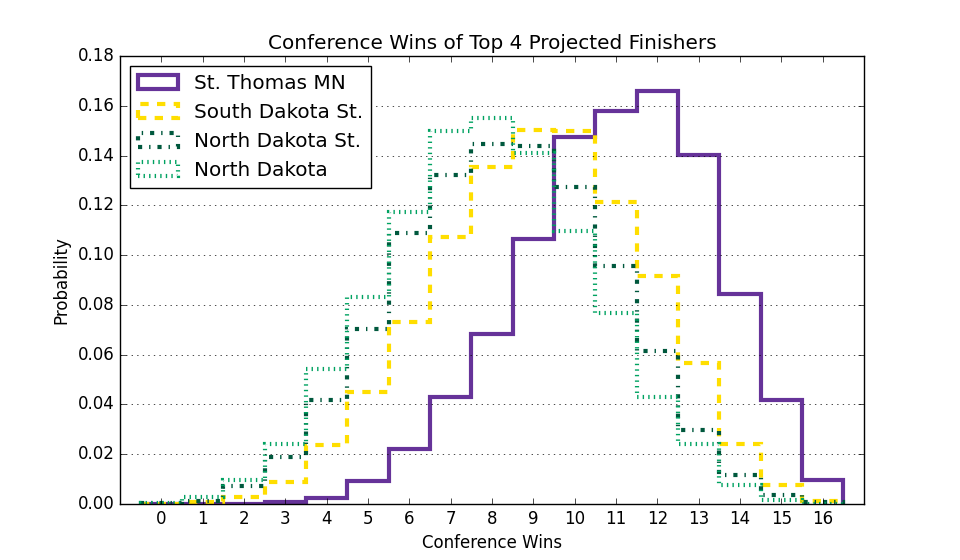 Conference Wins of Top 4 Projected Finishers
0.18
0.16
0.14
0.12
0.10
0.08
0.06
0.04
0.02
0.00
Probability
St. Thomas MN
South Dakota St.
North Dakota St.
North Dakota
0 1 2 3 4 5 6 7 8 9 10 11 12 13 14 15 16
Conference Wins